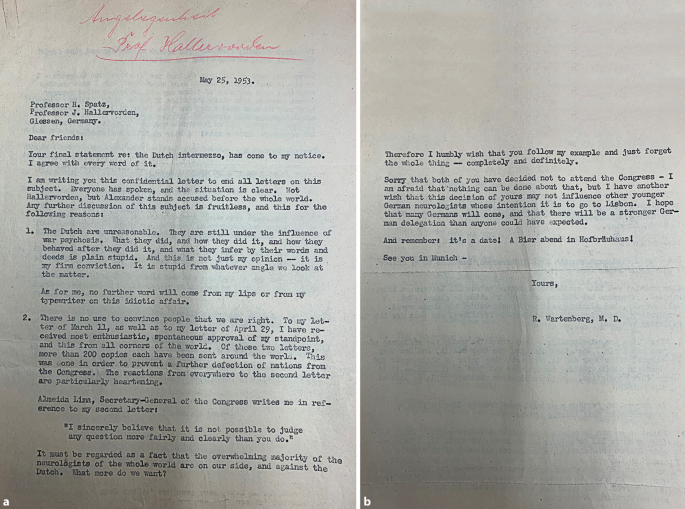 Angelegenheit
Prof. Hallervorden
May 25, 1953.
Professor H. Spatz,
Professor J. Hallervorden,
Giessen, Germany.
Dear friends:
Your final statement re: the Dutch intermezzo, has come to my notice.
I agree with every word of it.
I am writing you this confidential letter to end all letters on this
subject. Everyone has spoken, and the situation is clear. Not
Hallervorden, but Alexander stands accused before the whole world.
Any further discussion of this subject is fruitless, and this for the
following reasons:
1. The Dutch are unreasonable. They are still under the influence of
war psychosis. What they did, and how they did it, and how they
behaved after they did it, and what they infer by their words and
deeds is plain stupid. And this is not just my opinion -- it is
my firm conviction. It is stupid from whatever angle we look at
the matter.
As for me, no further word will come from my lips or from my
typewriter on this idiotic affair.
2. There is no use to convince people that we are right. To my let-
ter of March 11, as well as to my letter of April 29, I have re-
ceived most enthusiastic, spontaneous approval of my standpoint,
and this from all corners of the world. Of these two letters,
more than 200 copies each have been sent around the world. This
was done in order to prevent a further defection of nations from
the Congress. The reactions from everywhere to the second letter
are particularly heartening.
Almeida Lima, Secretary-General of the Congress writes me in ref-
erence to my second letter:
"I sincerely believe that it is not possible to judge
any question more fairly and clearly than you do."
It must be regarded as a fact that the overwhelming majority of the
neurologists of the whole world are on our side, and against the
Dutch. What more do we want?
a
Therefore I humbly wish that you follow my example and just forget
the whole thing -- completely and definitely.
Sorry that both of you have decided not to attend the Congress - I
am afraid that nothing can be done about that, but I have another
wish that this decision of yours may not influence other younger
German neurologists whose intention it is to go to Lisbon. I hope
that many Germans will come, and that there will be a stronger Ger-
man delegation than anyone could have expected.
And remember: it's a date! A Bier abend in Hofbräuhaus!
See you in Munich -
Yours,
R. Wartenberg, M. D.
b